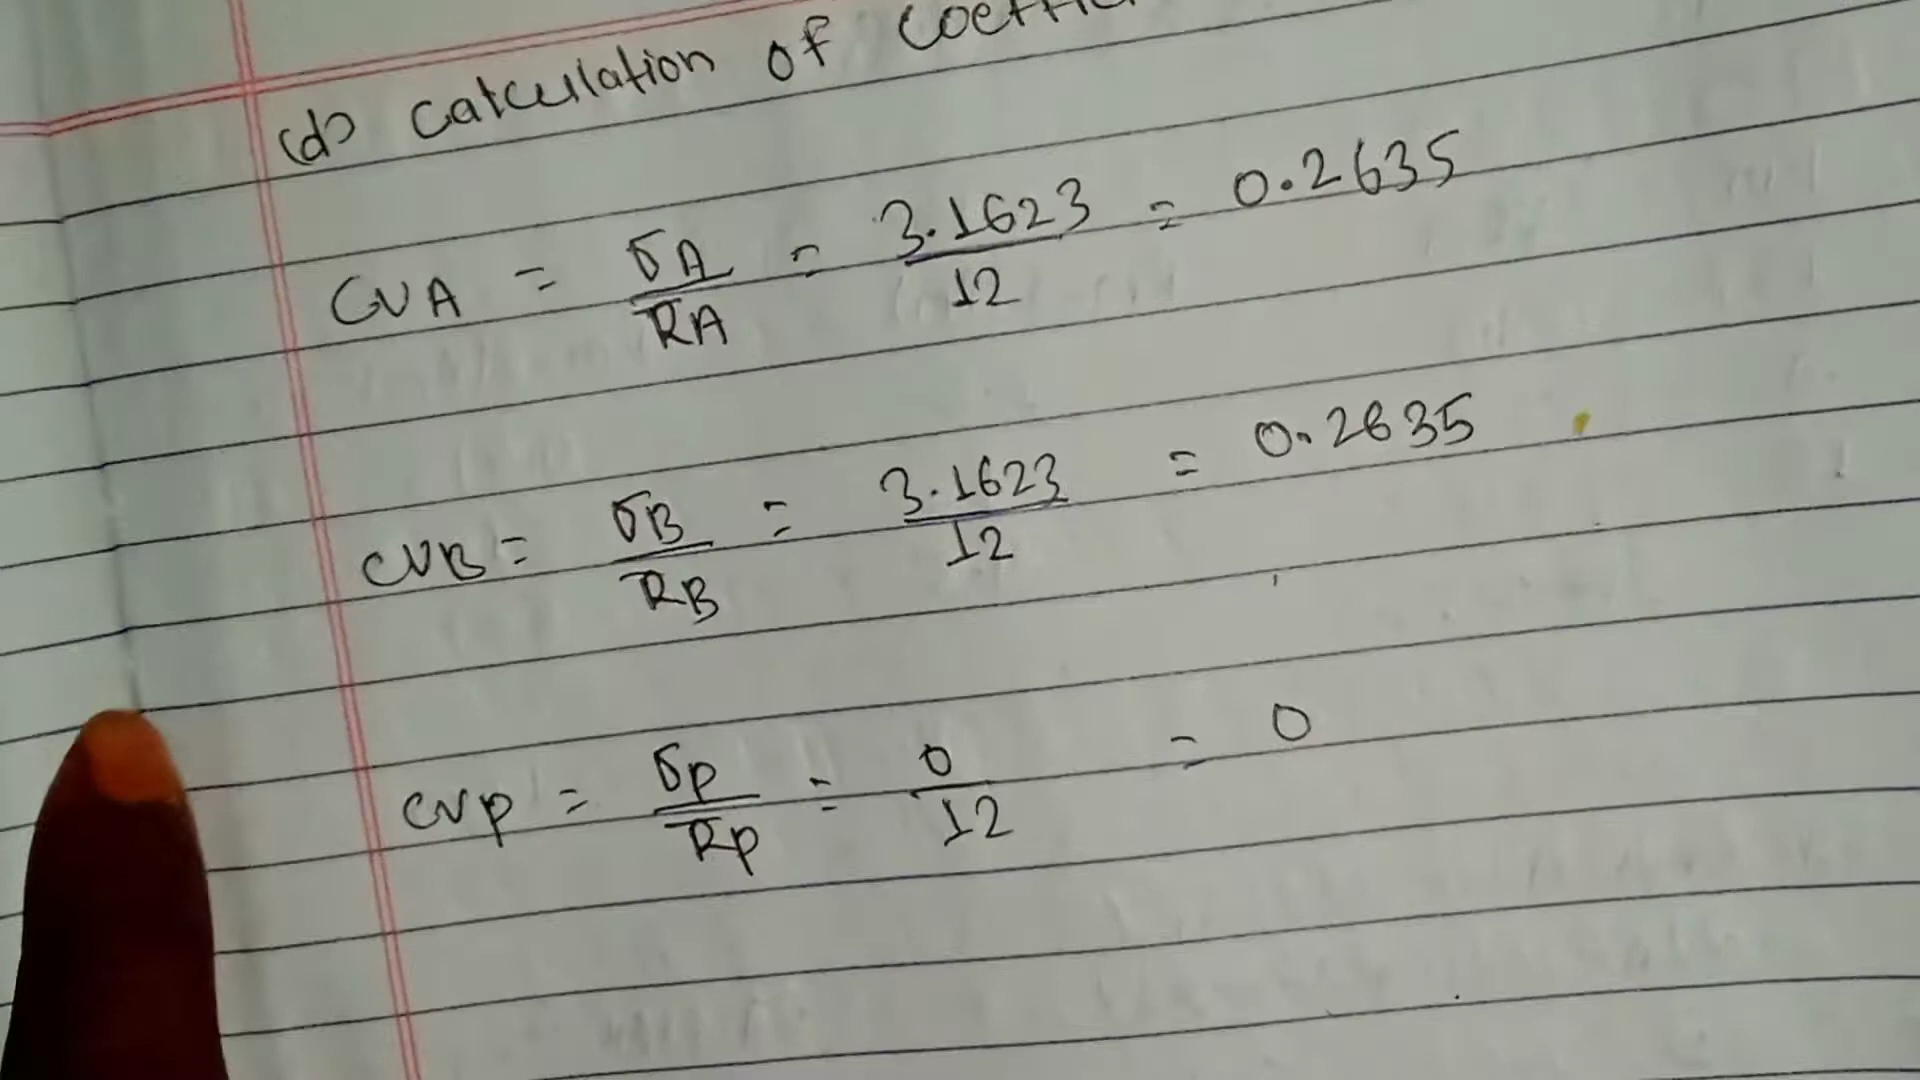 (d) Calculation of
CVA = σA / R̅A = 3.1623 / 12 = 0.2635
CVB = σB / R̅B = 3.1623 / 12 = 0.2635
CVP = σP / R̅P = 0 / 12 = 0